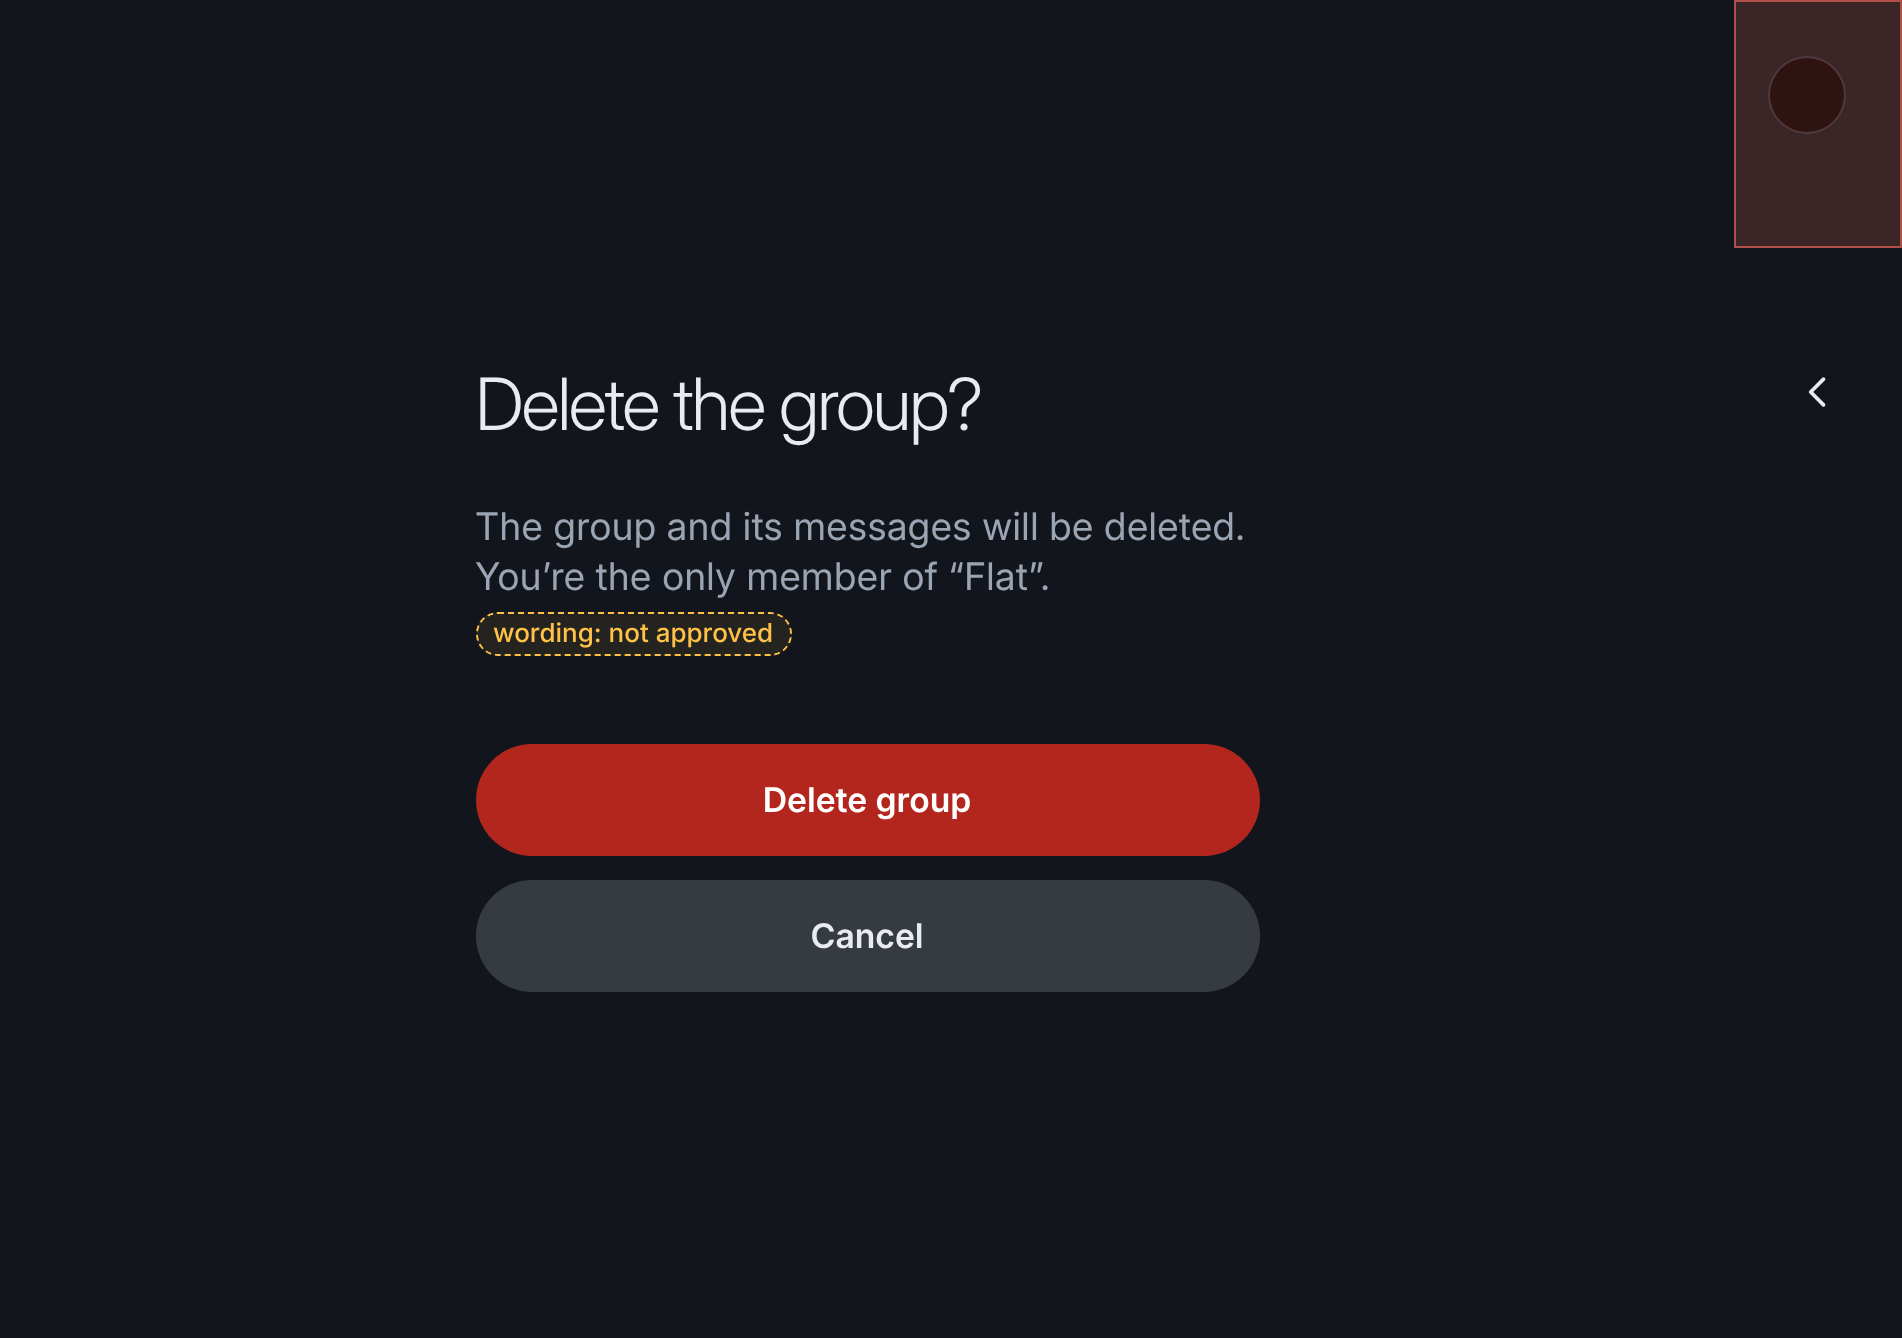 Delete the group?
The group and its messages will be deleted.
You’re the only member of “Flat”.
wording: not approved
Delete group
Cancel